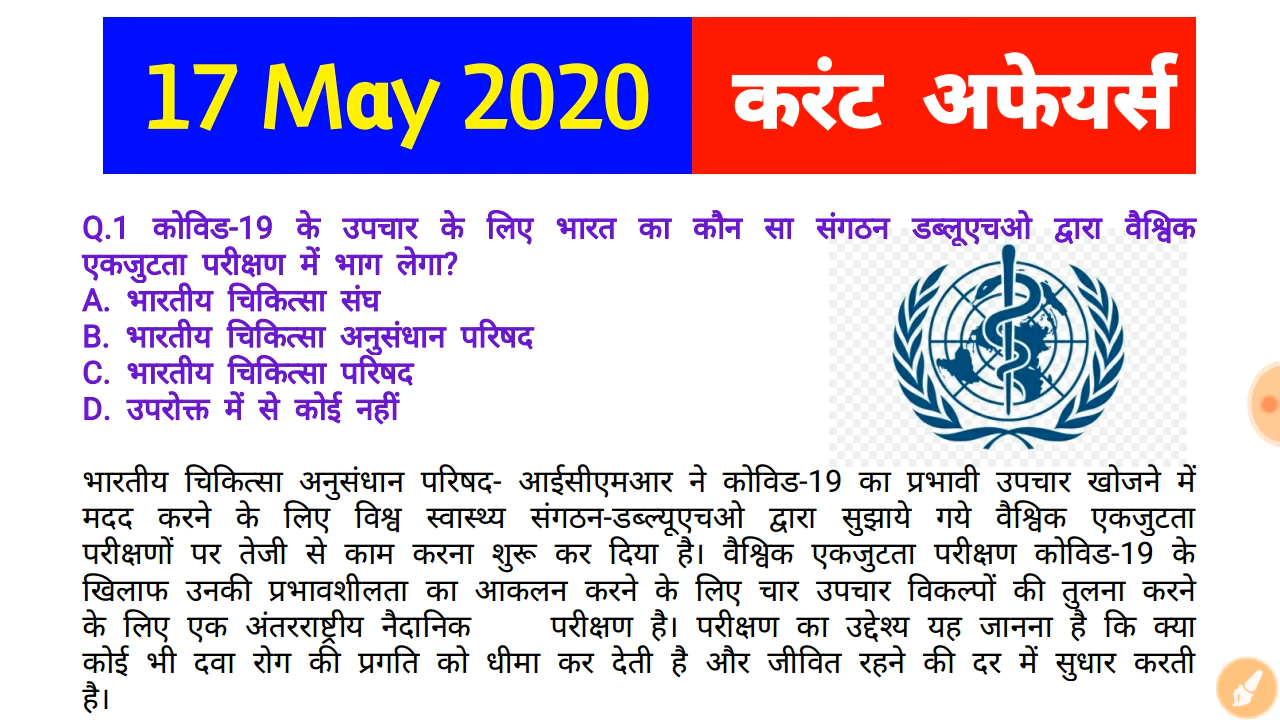 17 May 2020 करंट अफेयर्स
Q.1 कोविड-19 के उपचार के लिए भारत का कौन सा संगठन डब्लूएचओ द्वारा वैश्विक
एकजुटता परीक्षण में भाग लेगा?
A. भारतीय चिकित्सा संघ
B. भारतीय चिकित्सा अनुसंधान परिषद
C. भारतीय चिकित्सा परिषद
D. उपरोक्त में से कोई नहीं
भारतीय चिकित्सा अनुसंधान परिषद- आईसीएमआर ने कोविड-19 का प्रभावी उपचार खोजने में
मदद करने के लिए विश्व स्वास्थ्य संगठन-डब्ल्यूएचओ द्वारा सुझाये गये वैश्विक एकजुटता
परीक्षणों पर तेजी से काम करना शुरू कर दिया है। वैश्विक एकजुटता परीक्षण कोविड-19 के
खिलाफ उनकी प्रभावशीलता का आकलन करने के लिए चार उपचार विकल्पों की तुलना करने
के लिए एक अंतरराष्ट्रीय नैदानिक परीक्षण है। परीक्षण का उद्देश्य यह जानना है कि क्या
कोई भी दवा रोग की प्रगति को धीमा कर देती है और जीवित रहने की दर में सुधार करती
है।